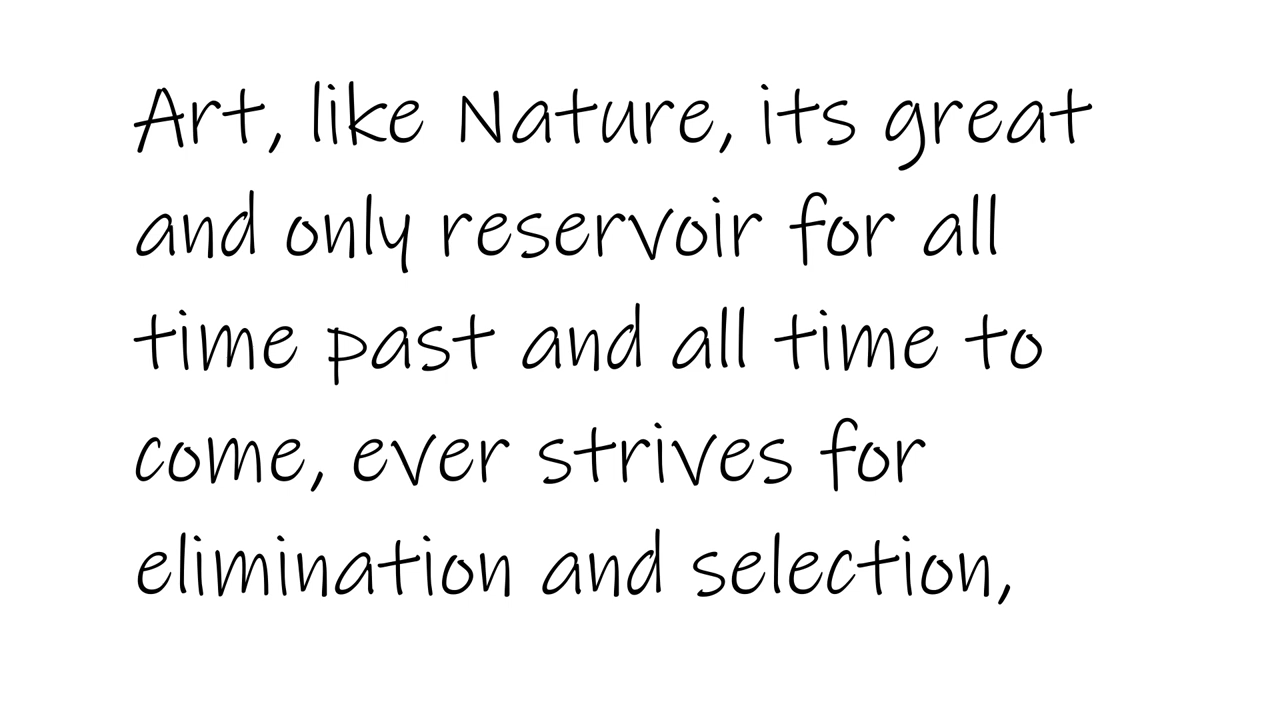 Art, like Nature, its great
and only reservoir for all
time past and all time to
come, ever strives for
elimination and selection,